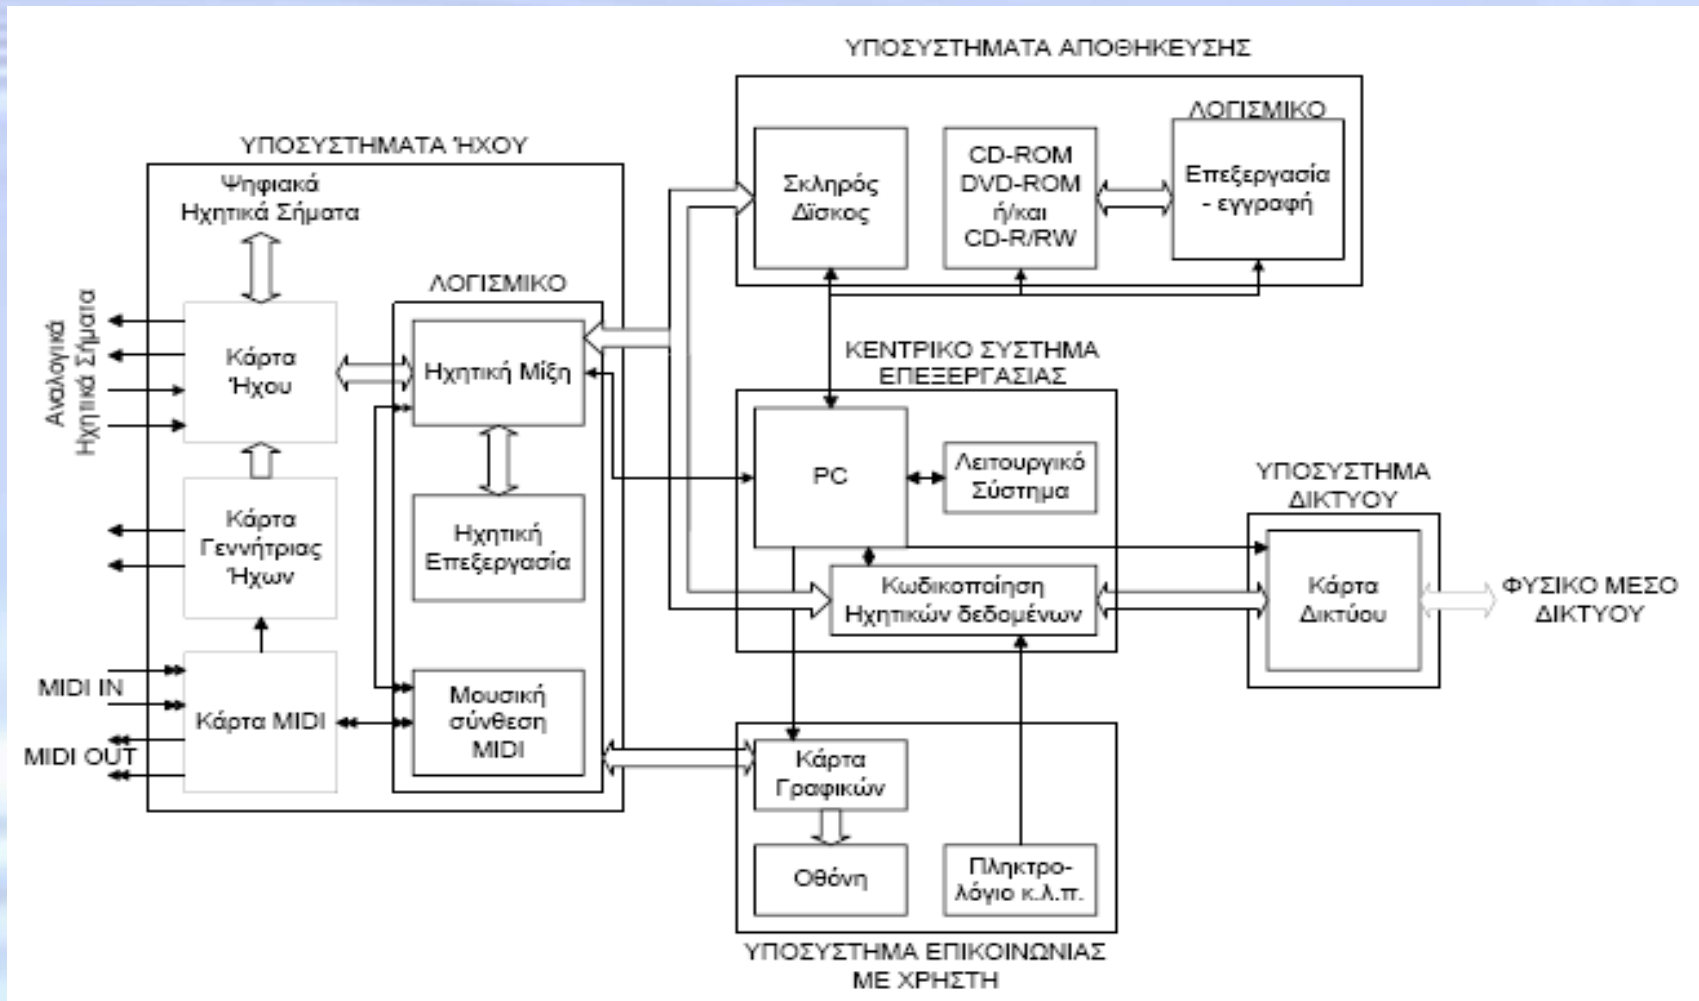 ΥΠΟΣΥΣΤΗΜΑΤΑ ΑΠΟΘΗΚΕΥΣΗΣ
ΛΟΓΙΣΜΙΚΟ
Σκληρός
Δϊσκος
CD-ROM
DVD-ROM
ή/και
CD-R/RW
Επεξεργασία
- εγγραφή
ΥΠΟΣΥΣΤΗΜΑΤΑ ΉΧΟΥ
Ψηφιακά
Ηχητικά Σήματα
ΛΟΓΙΣΜΙΚΟ
Αναλογικά
Ηχητικά Σήματα
Κάρτα
Ήχου
Ηχητική Μίξη
Κάρτα
Γεννήτριας
Ήχων
Ηχητική
Επεξεργασία
MIDI IN
MIDI OUT
Κάρτα MIDI
Μουσική
σύνθεση
MIDI
ΚΕΝΤΡΙΚΟ ΣΥΣΤΗΜΑ
ΕΠΕΞΕΡΓΑΣΙΑΣ
PC
Λειτουργικό
Σύστημα
Κωδικοποίηση
Ηχητικών δεδομένων
ΥΠΟΣΥΣΤΗΜΑ
ΔΙΚΤΥΟΥ
Κάρτα
Δικτύου
ΦΥΣΙΚΟ ΜΕΣΟ
ΔΙΚΤΥΟΥ
Κάρτα
Γραφικών
Οθόνη
Πληκτρο-
λόγιο κ.λ.π.
ΥΠΟΣΥΣΤΗΜΑ ΕΠΙΚΟΙΝΩΝΙΑΣ
ΜΕ ΧΡΗΣΤΗ